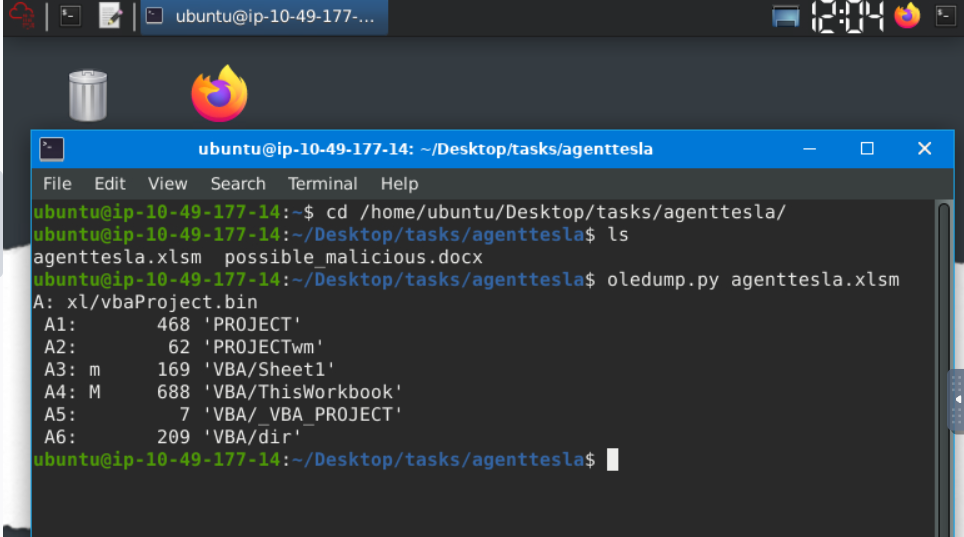 ubuntu@ip-10-49-177-...
12:04
ubuntu@ip-10-49-177-14: ~/Desktop/tasks/agenttesla
File Edit View Search Terminal Help
ubuntu@ip-10-49-177-14:~$ cd /home/ubuntu/Desktop/tasks/agenttesla/
ubuntu@ip-10-49-177-14:~/Desktop/tasks/agenttesla$ ls
agenttesla.xlsm  possible_malicious.docx
ubuntu@ip-10-49-177-14:~/Desktop/tasks/agenttesla$ oledump.py agenttesla.xlsm
A: xl/vbaProject.bin
 A1:       468 'PROJECT'
 A2:        62 'PROJECTwm'
 A3: m     169 'VBA/Sheet1'
 A4: M     688 'VBA/ThisWorkbook'
 A5:         7 'VBA/_VBA_PROJECT'
 A6:       209 'VBA/dir'
ubuntu@ip-10-49-177-14:~/Desktop/tasks/agenttesla$